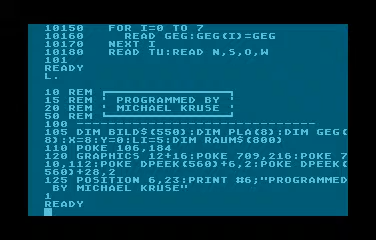 10150   FOR I=0 TO 7
10160     READ GEG:GEG(I)=GEG
10170   NEXT I
10180   READ TU:READ N,S,O,W
101
READY
L.
10 REM
15 REM   PROGRAMMED BY
20 REM   MICHAEL KRUSE
50 REM
100 --------------------------------
105 DIM BILD$(550):DIM PLA(8):DIM GEG(
8):X=8:Y=0:LI=5:DIM RAUM$(800)
110 POKE 106,184
120 GRAPHICS 12+16:POKE 709,216:POKE 7
10,112:POKE DPEEK(560)+6,2:POKE DPEEK(
560)+28,2
125 POSITION 6,23:PRINT #6;"PROGRAMMED
 BY MICHAEL KRUSE"
1
READY